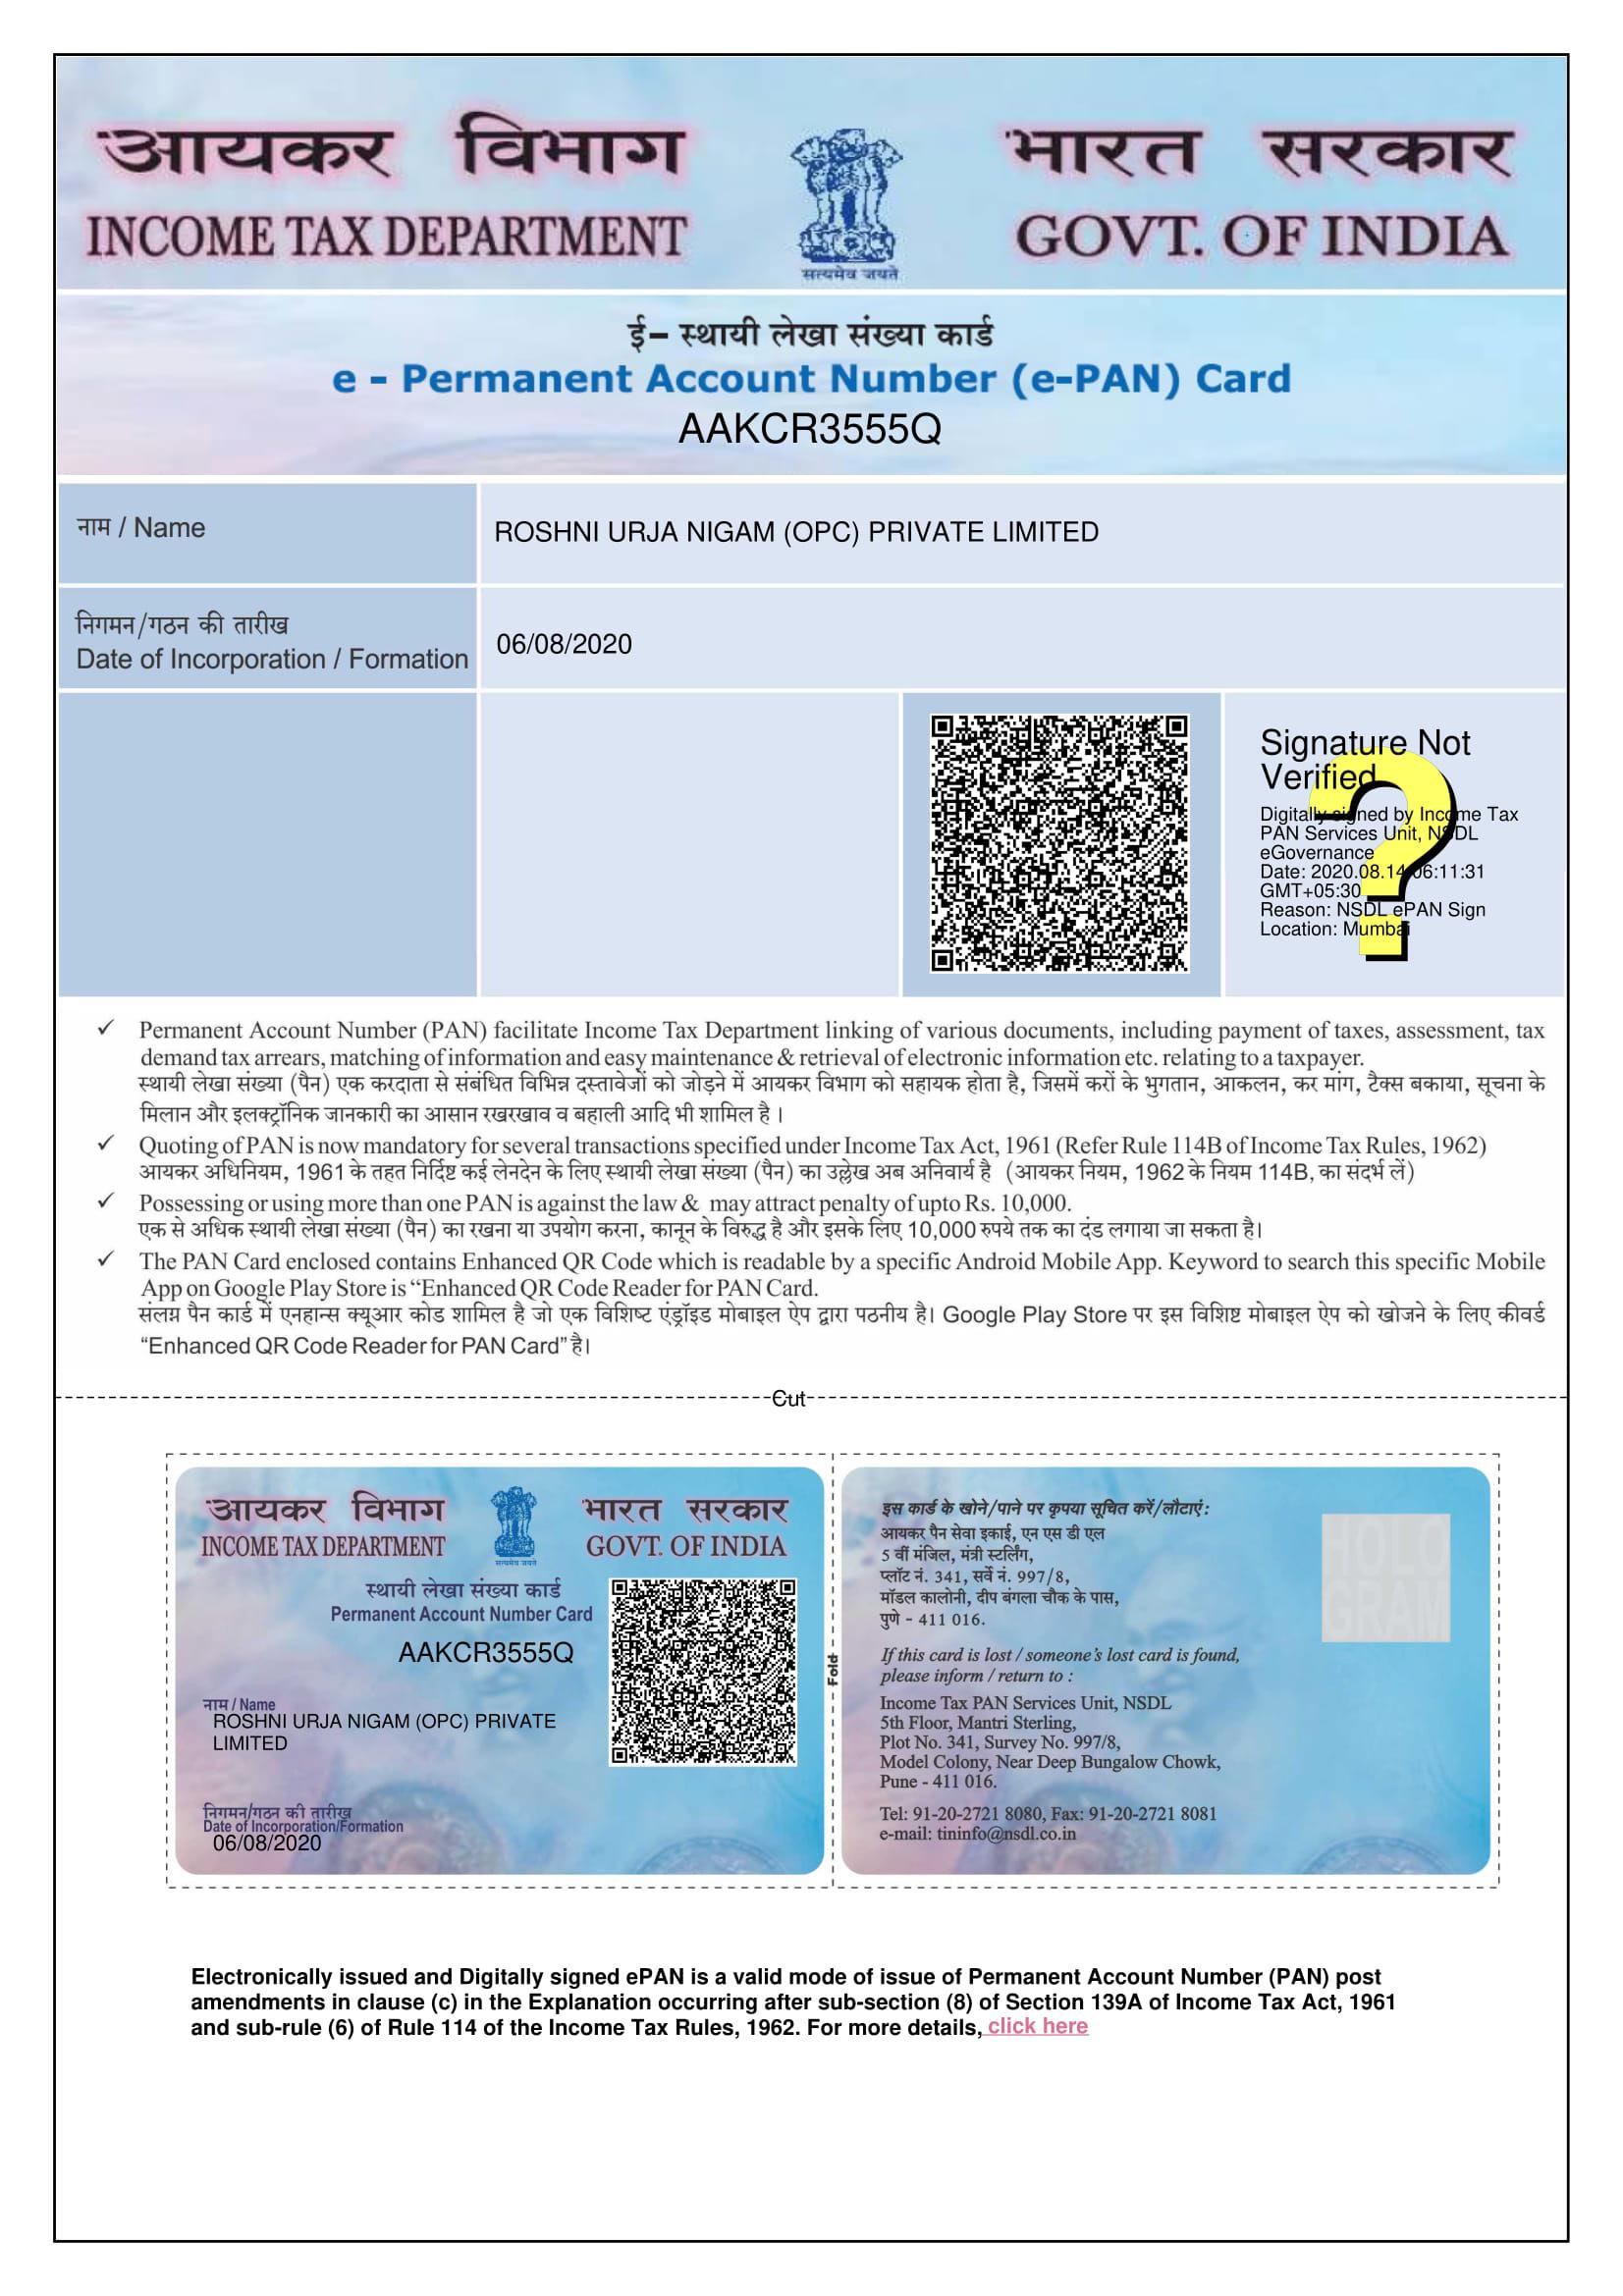 आयकर विभाग
भारत सरकार
INCOME TAX DEPARTMENT
GOVT. OF INDIA
सत्यमेव जयते
ई– स्थायी लेखा संख्या कार्ड
e - Permanent Account Number (e-PAN) Card
AAKCR3555Q
नाम / Name
ROSHNI URJA NIGAM (OPC) PRIVATE LIMITED
निगमन/गठन की तारीख
Date of Incorporation / Formation
06/08/2020
Signature Not
Verified
Digitally signed by Income Tax
PAN Services Unit, NSDL
eGovernance
Date: 2020.08.14 06:11:31
GMT+05:30
Reason: NSDL ePAN Sign
Location: Mumbai
✓ Permanent Account Number (PAN) facilitate Income Tax Department linking of various documents, including payment of taxes, assessment, tax
demand tax arrears, matching of information and easy maintenance & retrieval of electronic information etc. relating to a taxpayer.
स्थायी लेखा संख्या (पैन) एक करदाता से संबंधित विभिन्न दस्तावेजों को जोड़ने में आयकर विभाग को सहायक होता है, जिसमें करों के भुगतान, आकलन, कर मांग, टैक्स बकाया, सूचना के
मिलान और इलक्ट्रॉनिक जानकारी का आसान रखरखाव व बहाली आदि भी शामिल है ।
✓ Quoting of PAN is now mandatory for several transactions specified under Income Tax Act, 1961 (Refer Rule 114B of Income Tax Rules, 1962)
आयकर अधिनियम, 1961 के तहत निर्दिष्ट कई लेनदेन के लिए स्थायी लेखा संख्या (पैन) का उल्लेख अब अनिवार्य है (आयकर नियम, 1962 के नियम 114B, का संदर्भ लें)
✓ Possessing or using more than one PAN is against the law & may attract penalty of upto Rs. 10,000.
एक से अधिक स्थायी लेखा संख्या (पैन) का रखना या उपयोग करना, कानून के विरुद्ध है और इसके लिए 10,000 रुपये तक का दंड लगाया जा सकता है।
✓ The PAN Card enclosed contains Enhanced QR Code which is readable by a specific Android Mobile App. Keyword to search this specific Mobile
App on Google Play Store is “Enhanced QR Code Reader for PAN Card.
संलग्न पैन कार्ड में एनहान्स क्यूआर कोड शामिल है जो एक विशिष्ट एंड्रॉइड मोबाइल ऐप द्वारा पठनीय है। Google Play Store पर इस विशिष्ट मोबाइल ऐप को खोजने के लिए कीवर्ड
“Enhanced QR Code Reader for PAN Card” है।
Cut
आयकर विभाग
भारत सरकार
INCOME TAX DEPARTMENT
GOVT. OF INDIA
सत्यमेव जयते
स्थायी लेखा संख्या कार्ड
Permanent Account Number Card
AAKCR3555Q
नाम / Name
ROSHNI URJA NIGAM (OPC) PRIVATE
LIMITED
निगमन/गठन की तारीख
Date of Incorporation/Formation
06/08/2020
Fold
इस कार्ड के खोने/पाने पर कृपया सूचित करें/लौटाएं :
आयकर पैन सेवा इकाई, एन एस डी एल
5 वीं मंजिल, मंत्री स्टर्लिंग,
प्लॉट नं. 341, सर्वे नं. 997/8,
मॉडल कालोनी, दीप बंगला चौक के पास,
पुणे - 411 016.
HOLO
GRAM
If this card is lost / someone's lost card is found,
please inform / return to :
Income Tax PAN Services Unit, NSDL
5th Floor, Mantri Sterling,
Plot No. 341, Survey No. 997/8,
Model Colony, Near Deep Bungalow Chowk,
Pune - 411 016.
Tel: 91-20-2721 8080, Fax: 91-20-2721 8081
e-mail: tininfo@nsdl.co.in
Electronically issued and Digitally signed ePAN is a valid mode of issue of Permanent Account Number (PAN) post
amendments in clause (c) in the Explanation occurring after sub-section (8) of Section 139A of Income Tax Act, 1961
and sub-rule (6) of Rule 114 of the Income Tax Rules, 1962. For more details, click here